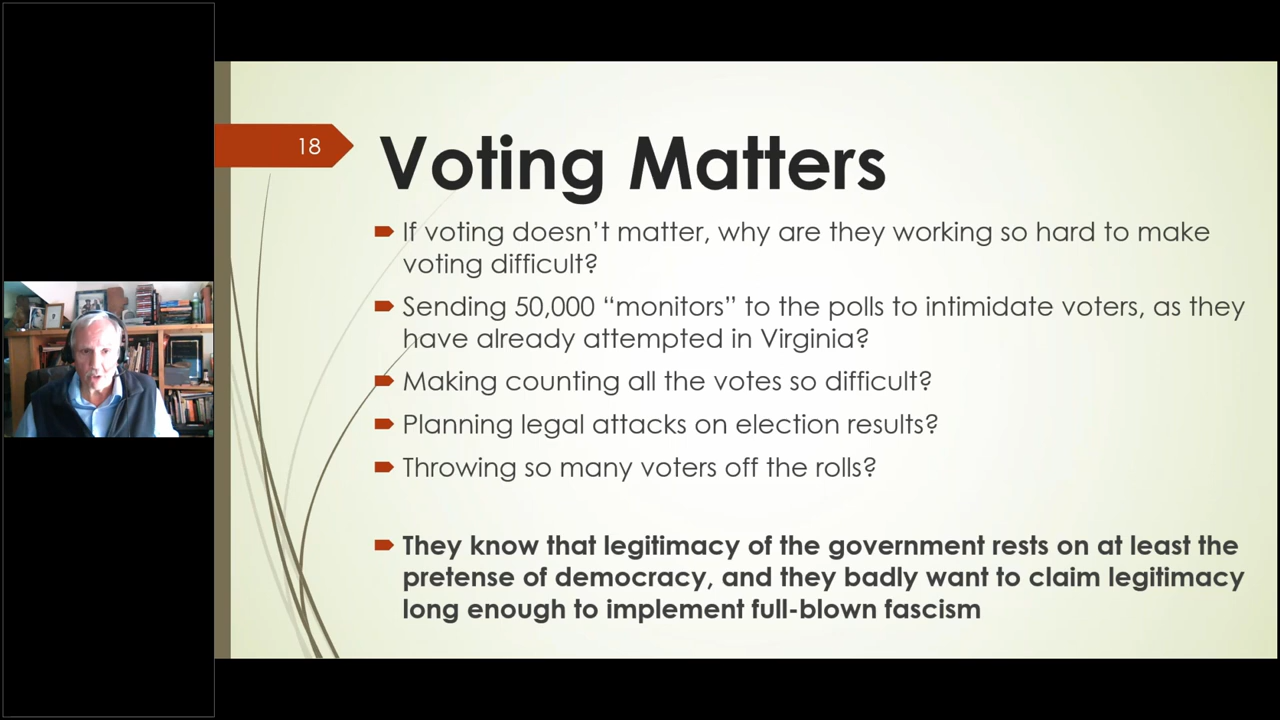 18
Voting Matters
If voting doesn’t matter, why are they working so hard to make
voting difficult?
Sending 50,000 “monitors” to the polls to intimidate voters, as they
have already attempted in Virginia?
Making counting all the votes so difficult?
Planning legal attacks on election results?
Throwing so many voters off the rolls?
They know that legitimacy of the government rests on at least the
pretense of democracy, and they badly want to claim legitimacy
long enough to implement full-blown fascism